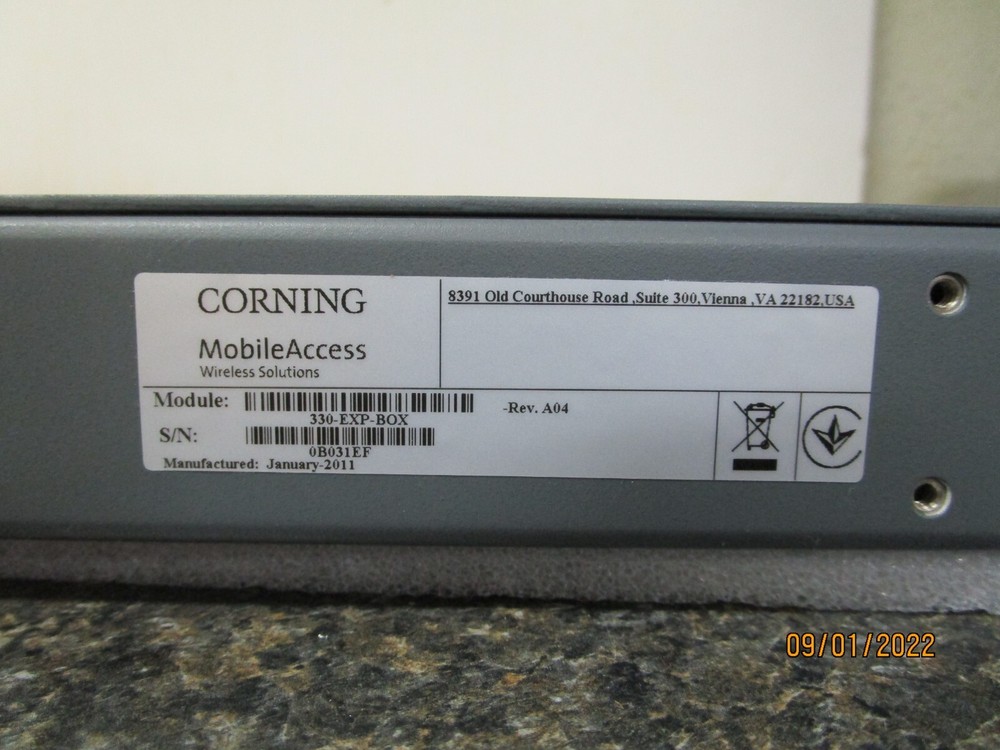 CORNING
MobileAccess
Wireless Solutions
8391 Old Courthouse Road ,Suite 300,Vienna ,VA 22182,USA
Module:
330-EXP-BOX
-Rev. A04
S/N:
0B031EF
Manufactured: January-2011
09/01/2022